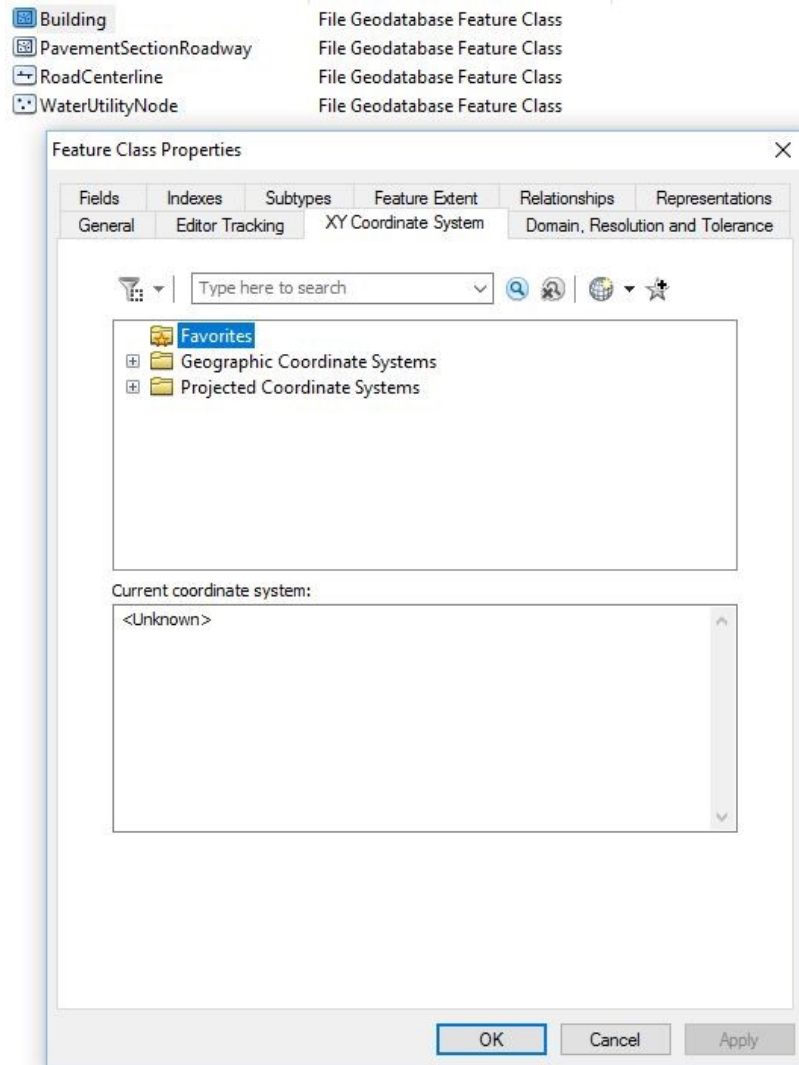 Building File Geodatabase Feature Class
PavementSectionRoadway File Geodatabase Feature Class
RoadCenterline File Geodatabase Feature Class
WaterUtilityNode File Geodatabase Feature Class
Feature Class Properties
Fields Indexes Subtypes Feature Extent Relationships Representations
General Editor Tracking XY Coordinate System Domain, Resolution and Tolerance
Type here to search
Favorites
Geographic Coordinate Systems
Projected Coordinate Systems
Current coordinate system:
<Unknown>
OK Cancel Apply